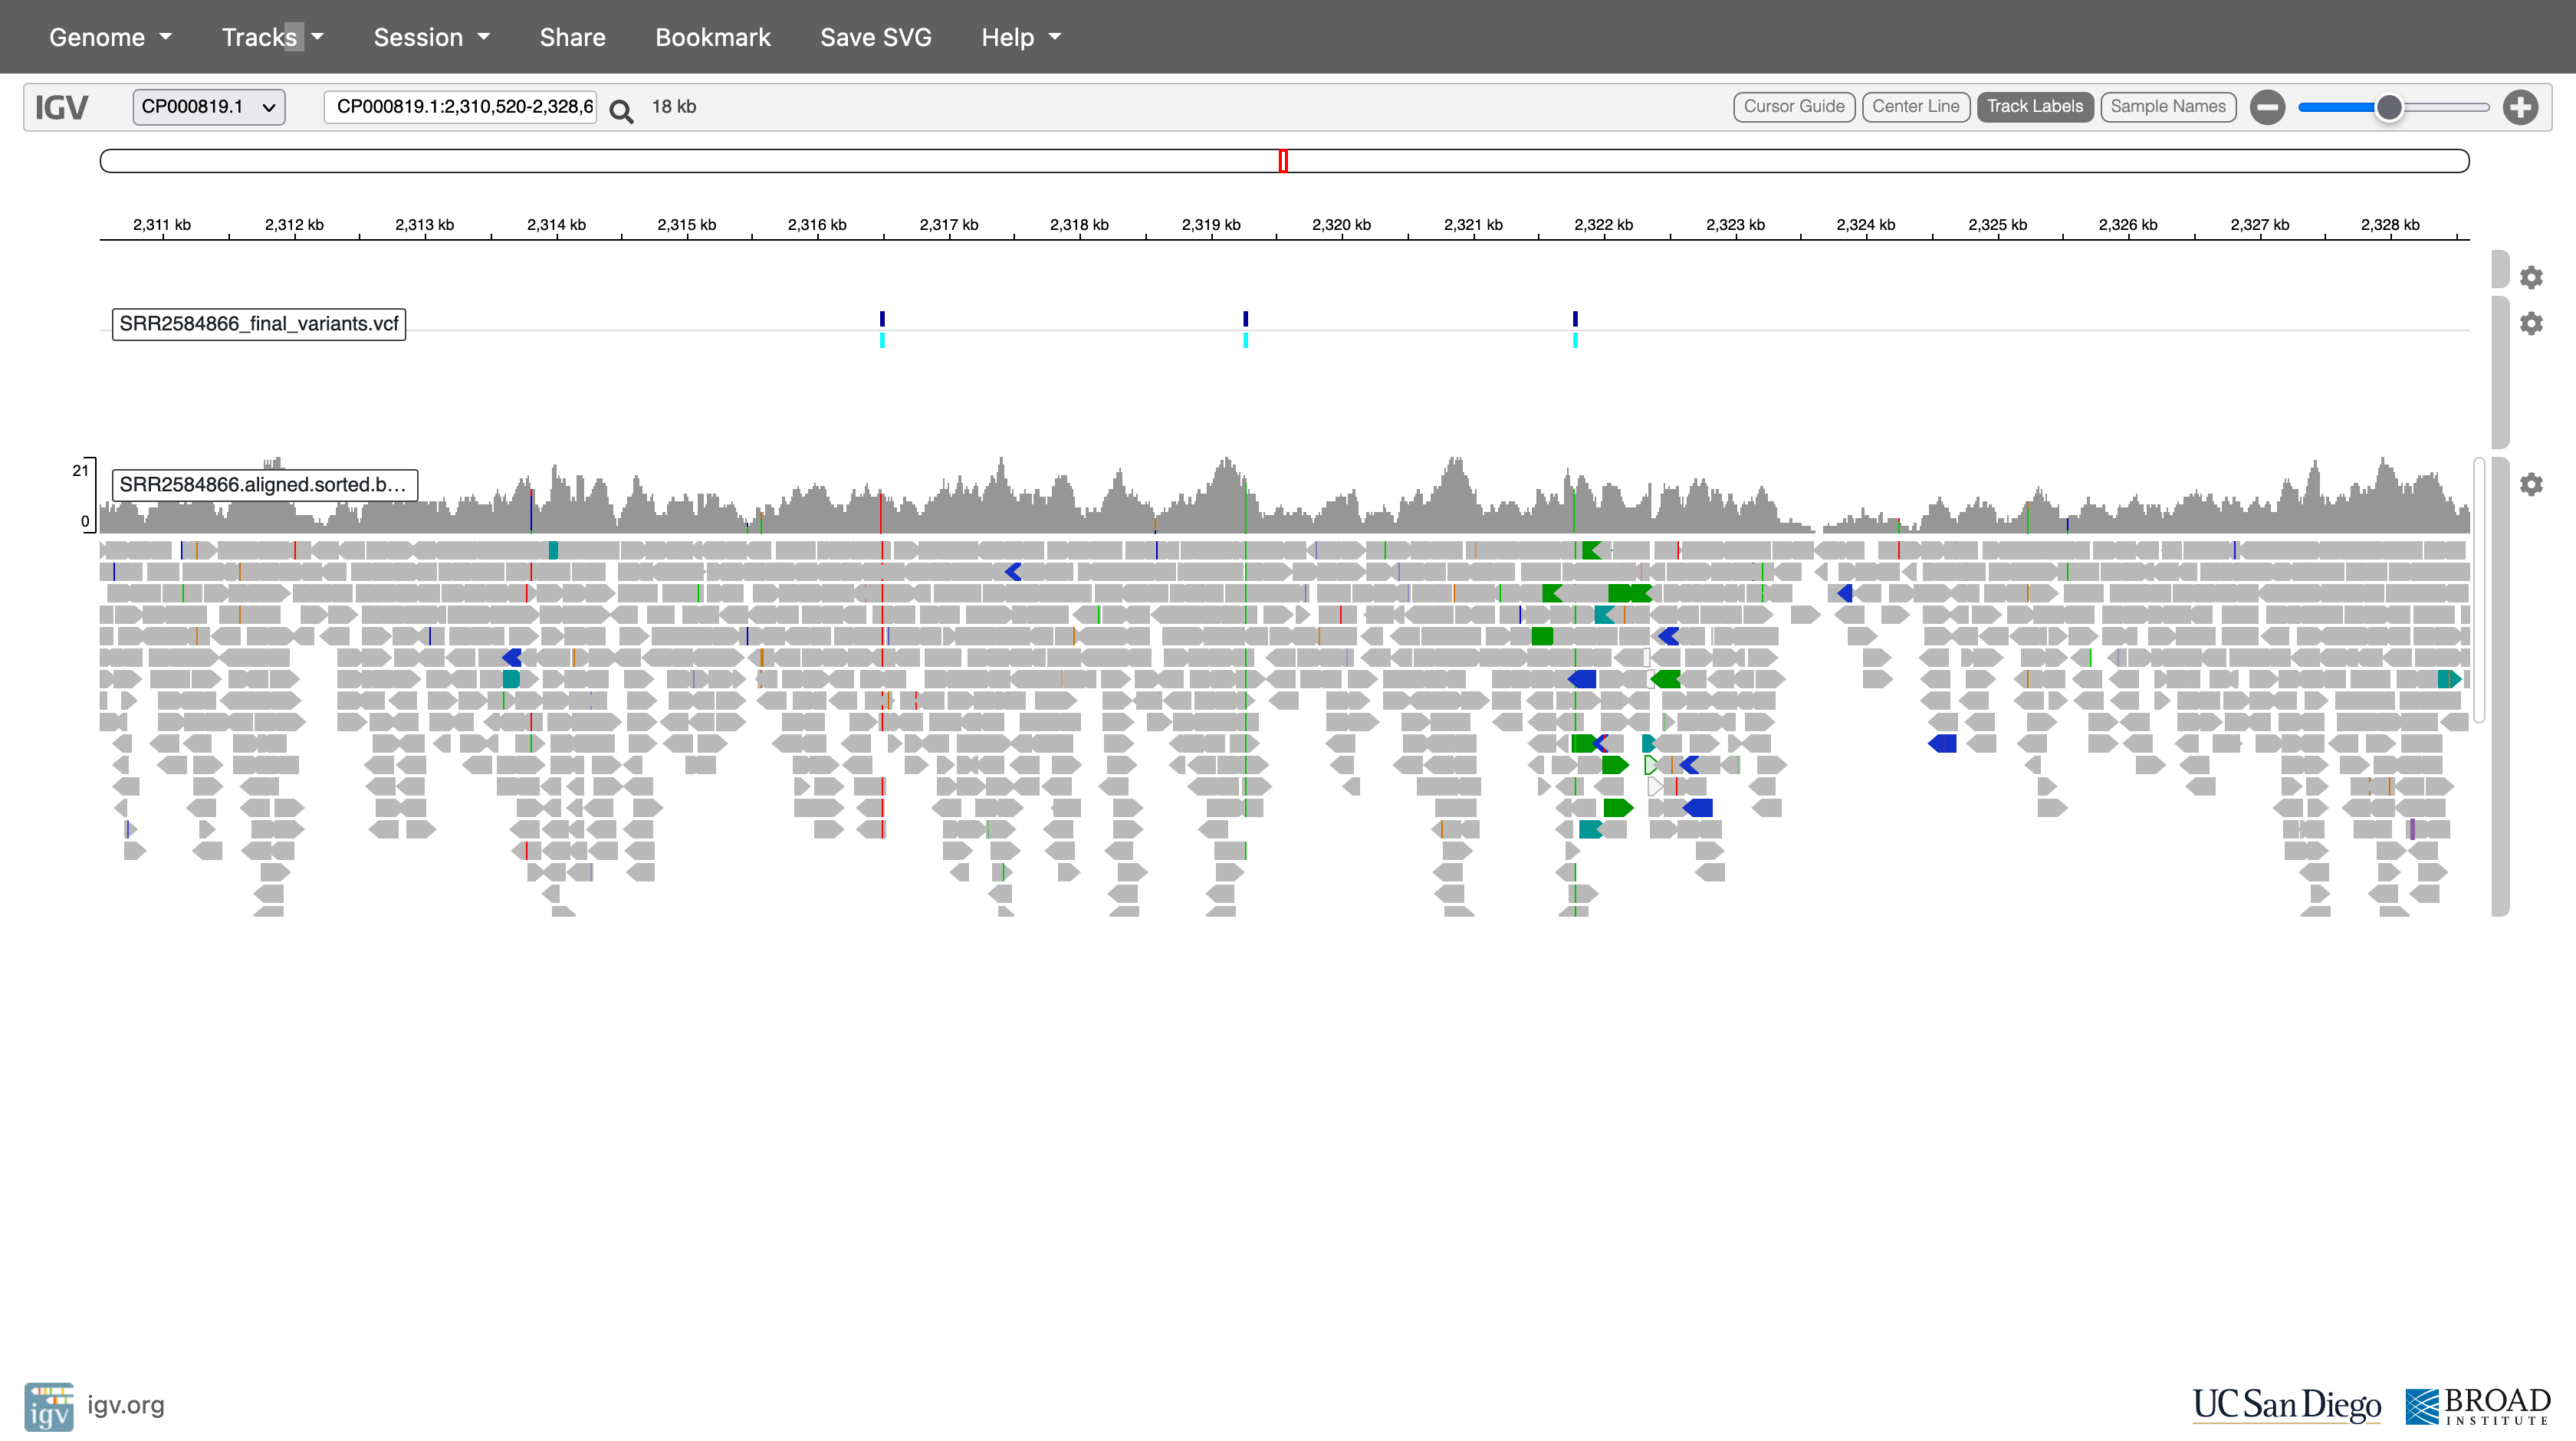 Genome Tracks Session Share Bookmark Save SVG Help
IGV CP000819.1 CP000819.1:2,310,520-2,328,6 18 kb Cursor Guide Center Line Track Labels Sample Names
2,311 kb 2,312 kb 2,313 kb 2,314 kb 2,315 kb 2,316 kb 2,317 kb 2,318 kb 2,319 kb 2,320 kb 2,321 kb 2,322 kb 2,323 kb 2,324 kb 2,325 kb 2,326 kb 2,327 kb 2,328 kb
SRR2584866_final_variants.vcf
21
SRR2584866.aligned.sorted.b...
0
igv igv.org UC San Diego BROAD
INSTITUTE